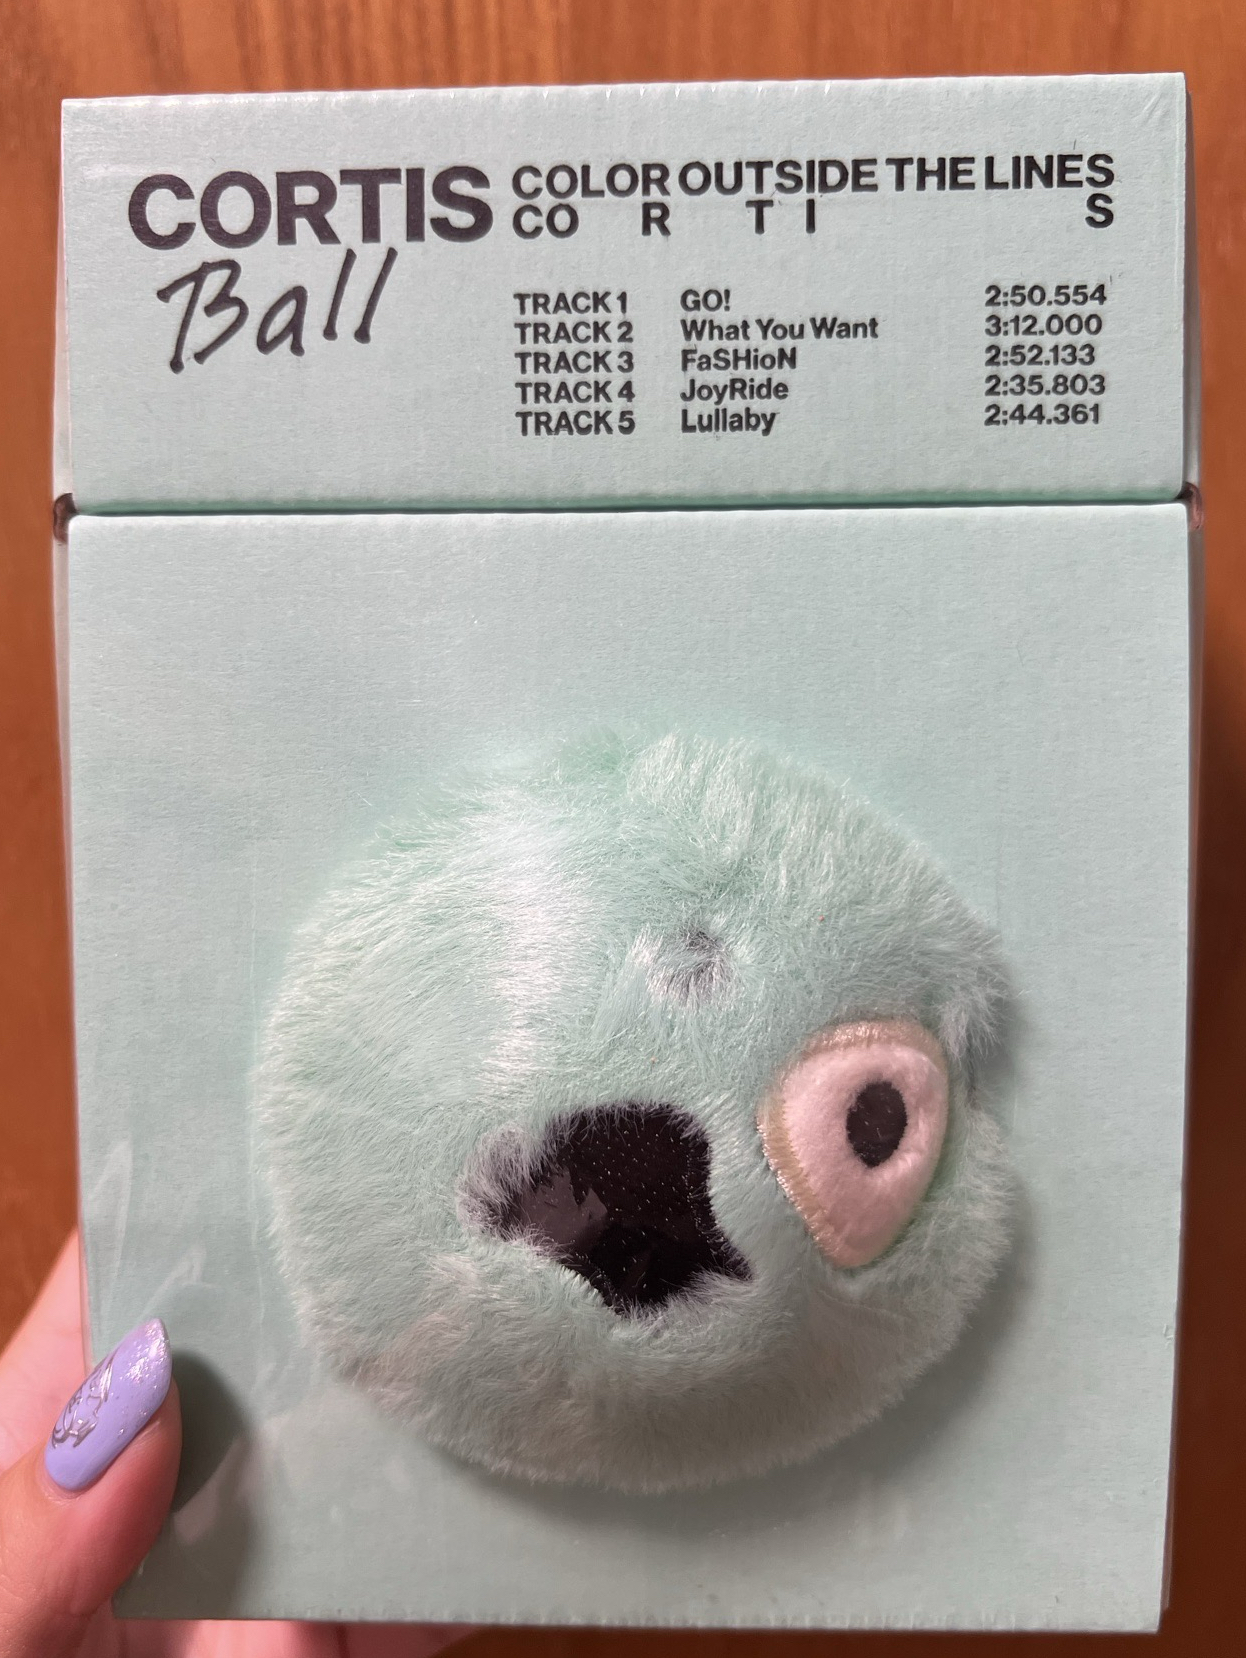 CORTIS
Ball
COLOR OUTSIDE THE LINES
CO R T I S
TRACK 1 GO! 2:50.554
TRACK 2 What You Want 3:12.000
TRACK 3 FaSHioN 2:52.133
TRACK 4 JoyRide 2:35.803
TRACK 5 Lullaby 2:44.361